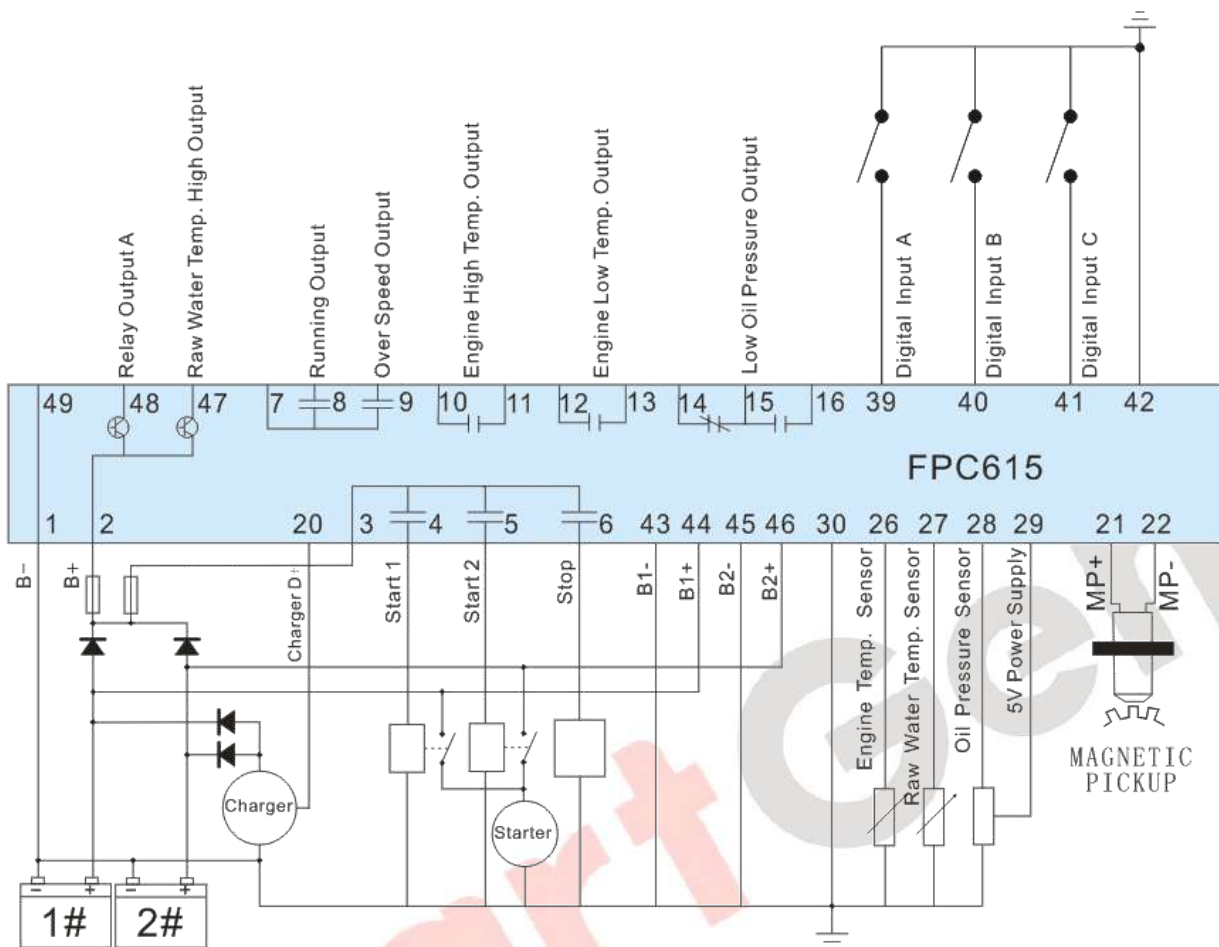 Relay Output A
Raw Water Temp. High Output
Running Output
Over Speed Output
Engine High Temp. Output
Engine Low Temp. Output
Low Oil Pressure Output
Digital Input A
Digital Input B
Digital Input C
49 48 47 7 8 9 10 11 12 13 14 15 16 39 40 41 42
FPC615
1 2 20 3 4 5 6 43 44 45 46 30 26 27 28 29 21 22
B-
B+
Charger D+
Start 1
Start 2
Stop
B1-
B1+
B2-
B2+
Engine Temp. Sensor
Raw Water Temp. Sensor
Oil Pressure Sensor
5V Power Supply
MP+
MP-
MAGNETIC
PICKUP
Charger
Starter
- + - +
1# 2#